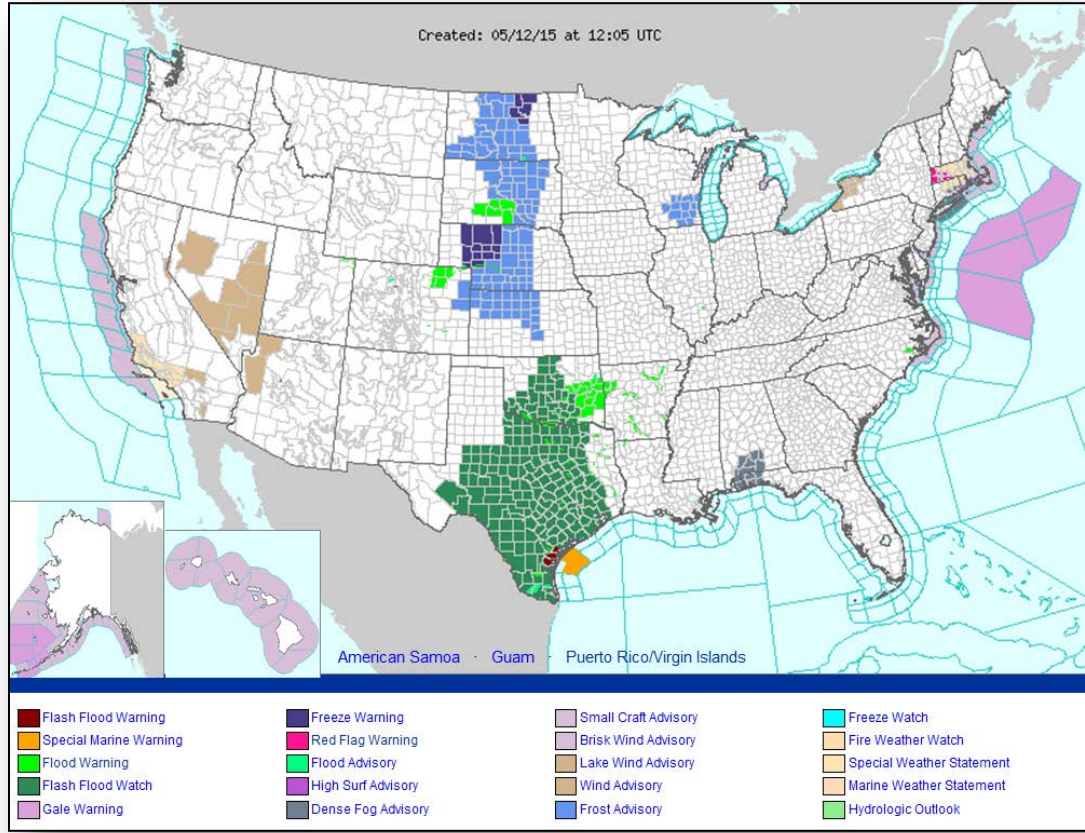 Created: 05/12/15 at 12:05 UTC
American Samoa · Guam · Puerto Rico/Virgin Islands
Flash Flood Warning
Special Marine Warning
Flood Warning
Flash Flood Watch
Gale Warning
Freeze Warning
Red Flag Warning
Flood Advisory
High Surf Advisory
Dense Fog Advisory
Small Craft Advisory
Brisk Wind Advisory
Lake Wind Advisory
Wind Advisory
Frost Advisory
Freeze Watch
Fire Weather Watch
Special Weather Statement
Marine Weather Statement
Hydrologic Outlook